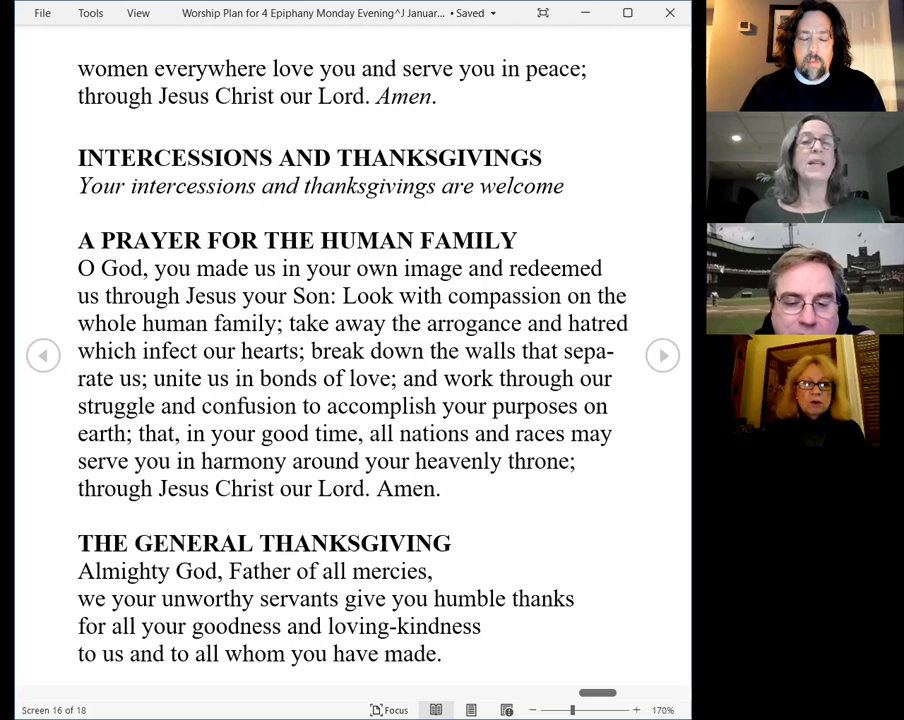 File Tools View Worship Plan for 4 Epiphany Monday Evening^J Januar... • Saved
women everywhere love you and serve you in peace;
through Jesus Christ our Lord. Amen.
INTERCESSIONS AND THANKSGIVINGS
Your intercessions and thanksgivings are welcome
A PRAYER FOR THE HUMAN FAMILY
O God, you made us in your own image and redeemed
us through Jesus your Son: Look with compassion on the
whole human family; take away the arrogance and hatred
which infect our hearts; break down the walls that sepa-
rate us; unite us in bonds of love; and work through our
struggle and confusion to accomplish your purposes on
earth; that, in your good time, all nations and races may
serve you in harmony around your heavenly throne;
through Jesus Christ our Lord. Amen.
THE GENERAL THANKSGIVING
Almighty God, Father of all mercies,
we your unworthy servants give you humble thanks
for all your goodness and loving-kindness
to us and to all whom you have made.
Screen 16 of 18 Focus 170%